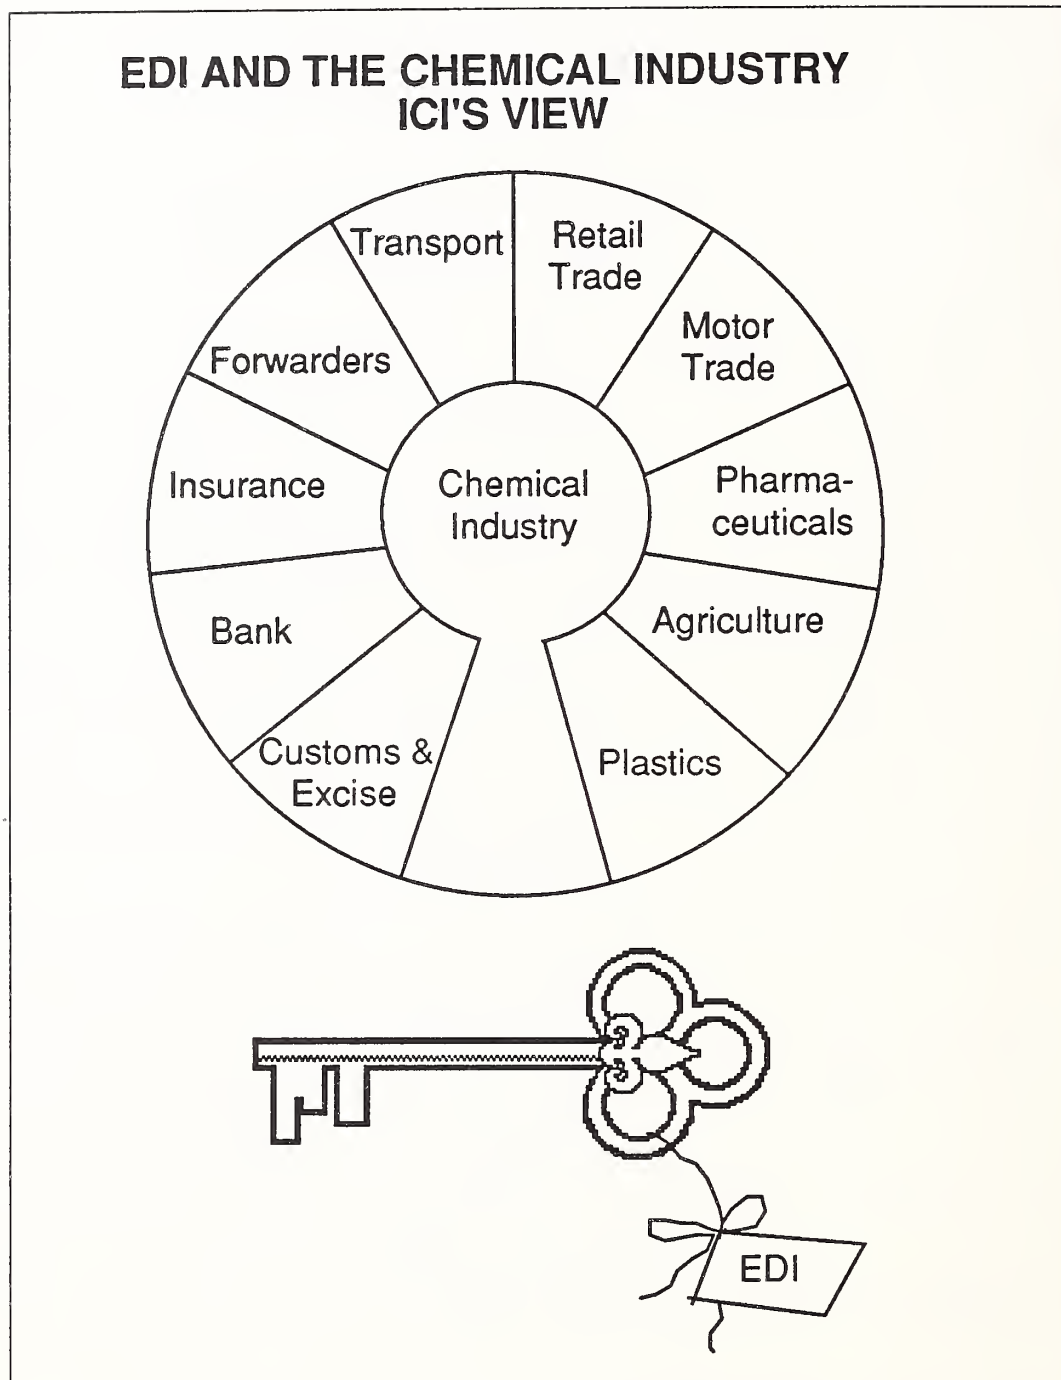 EDI AND THE CHEMICAL INDUSTRY
ICI'S VIEW
Transport
Retail
Trade
Motor
Trade
Forwarders
Insurance
Chemical
Industry
Pharma-
ceuticals
Bank
Agriculture
Customs &
Excise
Plastics
EDI